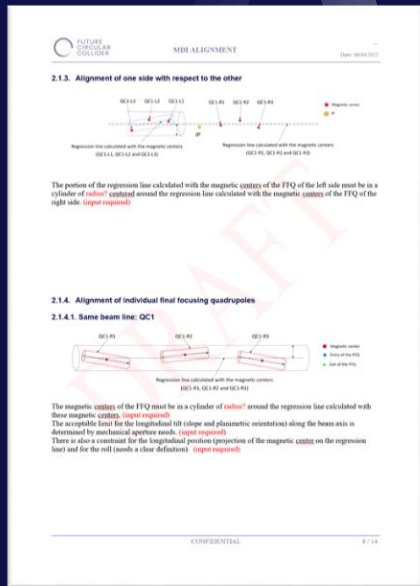 FUTURE
CIRCULAR
COLLIDER
MDI ALIGNMENT
Date: 06/04/2022
2.1.3. Alignment of one side with respect to the other
QC1-L3 QC1-L2 QC1-L1 QC1-R1 QC1-R2 QC1-R3
Magnetic center
IP
IP
Regression line calculated with the magnetic centers
(QC1-L1, QC1-L2 and QC1-L3)
Regression line calculated with the magnetic centers
(QC1-R1, QC1-R2 and QC1-R3)
The portion of the regression line calculated with the magnetic centers of the FFQ of the left side must be in a
cylinder of radius? centered around the regression line calculated with the magnetic centers of the FFQ of the
right side. (input required)
DRAFT
2.1.4. Alignment of individual final focusing quadrupoles
2.1.4.1. Same beam line: QC1
QC1-R1 QC1-R2 QC1-R3
Magnetic center
Entry of the FFQ
Exit of the FFQ
Regression line calculated with the magnetic centers
(QC1-R1, QC1-R2 and QC1-R3)
The magnetic centers of the FFQ must be in a cylinder of radius? around the regression line calculated with
these magnetic centers. (input required)
The acceptable limit for the longitudinal tilt (slope and planimetric orientation) along the beam axis is
determined by mechanical aperture needs. (input required)
There is also a constraint for the longitudinal position (projection of the magnetic center on the regression
line) and for the roll (needs a clear definition). (input required)
CONFIDENTIAL
8 / 14